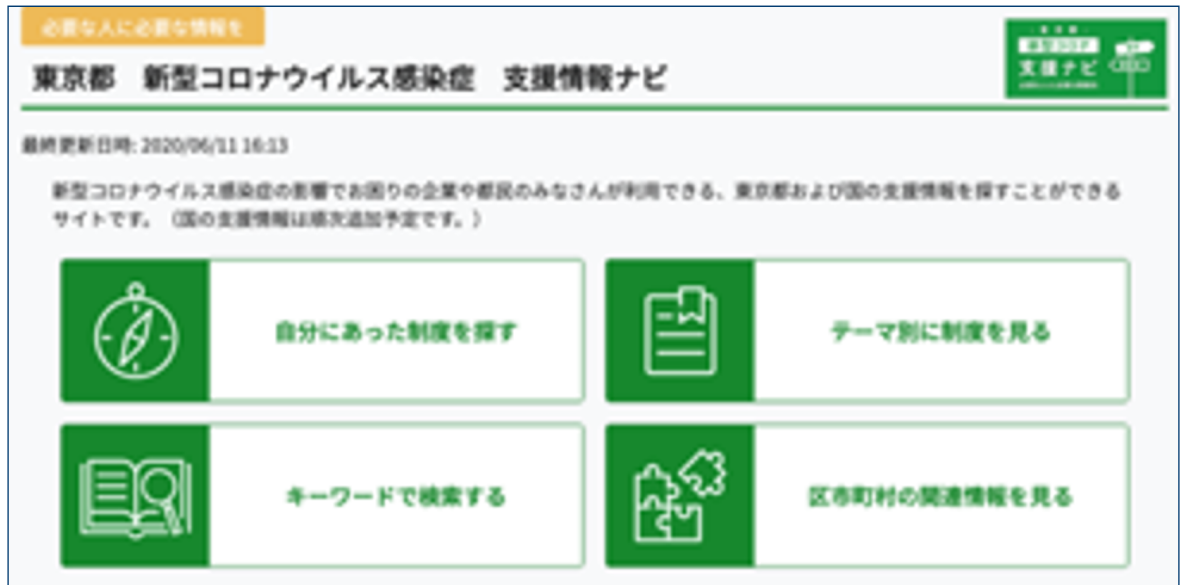 必要な人に必要な情報を
東京都 新型コロナウイルス感染症 支援情報ナビ
新型コロナ
支援ナビ
最終更新日時: 2020/06/11 16:13
新型コロナウイルス感染症の影響でお困りの企業や都民のみなさんが利用できる、東京都および国の支援情報を探すことができる
サイトです。（国の支援情報は順次追加予定です。）
自分にあった制度を探す
テーマ別に制度を見る
キーワードで検索する
区市町村の関連情報を見る